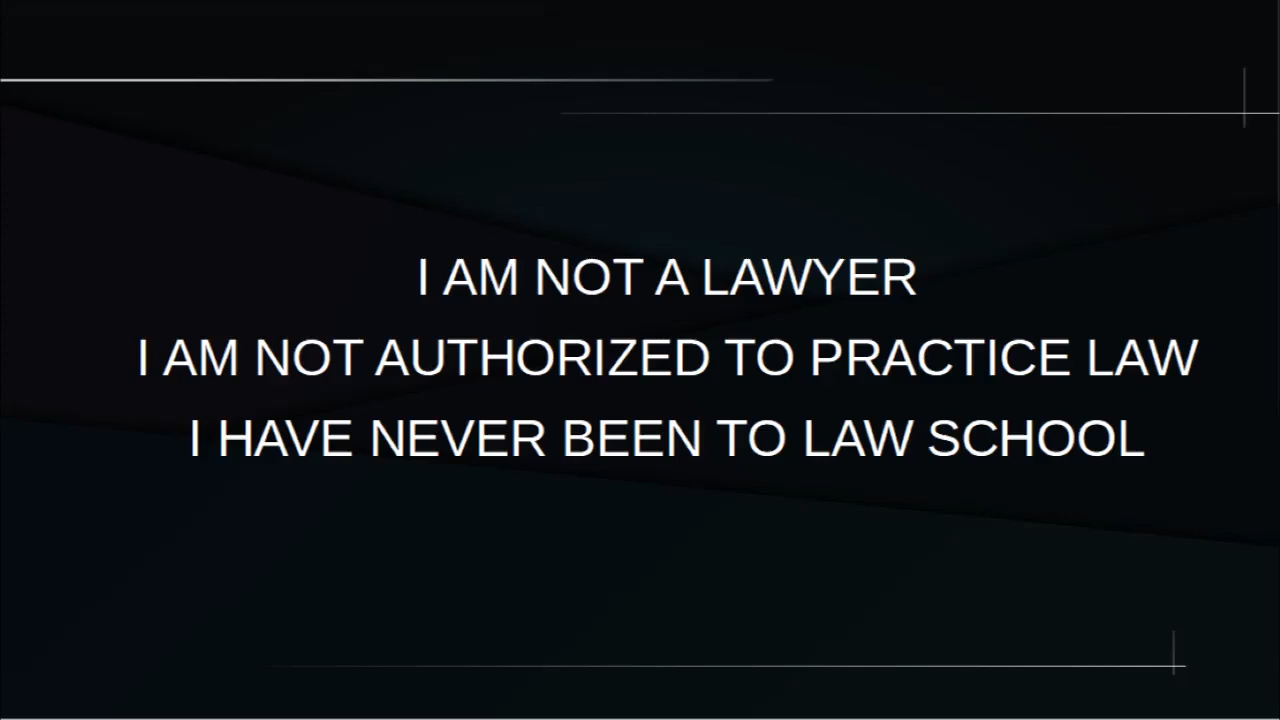 I AM NOT A LAWYER
I AM NOT AUTHORIZED TO PRACTICE LAW
I HAVE NEVER BEEN TO LAW SCHOOL